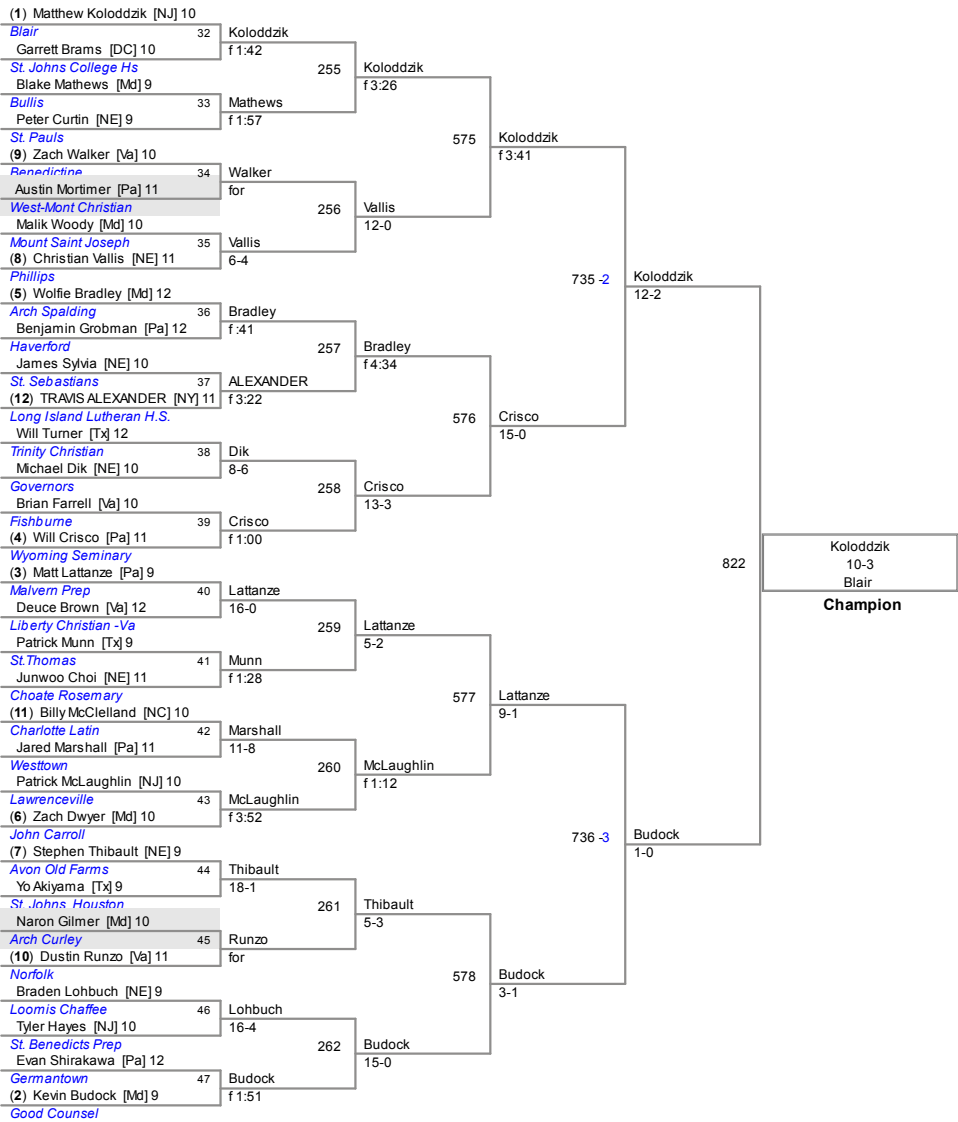 (1) Matthew Koloddzik [NJ] 10
Blair 32
Garrett Brams [DC] 10
St. Johns College Hs
Blake Mathews [Md] 9
Bullis 33
Peter Curtin [NE] 9
St. Pauls
(9) Zach Walker [Va] 10
Benedictine 34
Austin Mortimer [Pa] 11
West-Mont Christian
Malik Woody [Md] 10
Mount Saint Joseph 35
(8) Christian Vallis [NE] 11
Phillips
(5) Wolfie Bradley [Md] 12
Arch Spalding 36
Benjamin Grobman [Pa] 12
Haverford
James Sylvia [NE] 10
St. Sebastians 37
(12) TRAVIS ALEXANDER [NY] 11
Long Island Lutheran H.S.
Will Turner [Tx] 12
Trinity Christian 38
Michael Dik [NE] 10
Governors
Brian Farrell [Va] 10
Fishburne 39
(4) Will Crisco [Pa] 11
Wyoming Seminary
(3) Matt Lattanze [Pa] 9
Malvern Prep 40
Deuce Brown [Va] 12
Liberty Christian -Va
Patrick Munn [Tx] 9
St.Thomas 41
Junwoo Choi [NE] 11
Choate Rosemary
(11) Billy McClelland [NC] 10
Charlotte Latin 42
Jared Marshall [Pa] 11
Westtown
Patrick McLaughlin [NJ] 10
Lawrenceville 43
(6) Zach Dwyer [Md] 10
John Carroll
(7) Stephen Thibault [NE] 9
Avon Old Farms 44
Yo Akiyama [Tx] 9
St. Johns Houston
Naron Gilmer [Md] 10
Arch Curley 45
(10) Dustin Runzo [Va] 11
Norfolk
Braden Lohbuch [NE] 9
Loomis Chaffee 46
Tyler Hayes [NJ] 10
St. Benedicts Prep
Evan Shirakawa [Pa] 12
Germantown 47
(2) Kevin Budock [Md] 9
Good Counsel
Koloddzik
f 1:42
255
Mathews
f 1:57
Walker
for
256
Vallis
6-4
Bradley
f :41
257
ALEXANDER
f 3:22
Dik
8-6
258
Crisco
f 1:00
Lattanze
16-0
259
Munn
f 1:28
Marshall
11-8
260
McLaughlin
f 3:52
Thibault
18-1
261
Runzo
for
Lohbuch
16-4
262
Budock
f 1:51
Koloddzik
f 3:26
575
Vallis
12-0
Bradley
f 4:34
576
Crisco
13-3
Lattanze
5-2
577
McLaughlin
f 1:12
Thibault
5-3
578
Budock
15-0
Koloddzik
f 3:41
735 -2
Crisco
15-0
Lattanze
9-1
736 -3
Budock
3-1
Koloddzik
12-2
822
Budock
1-0
Koloddzik
10-3
Blair
Champion